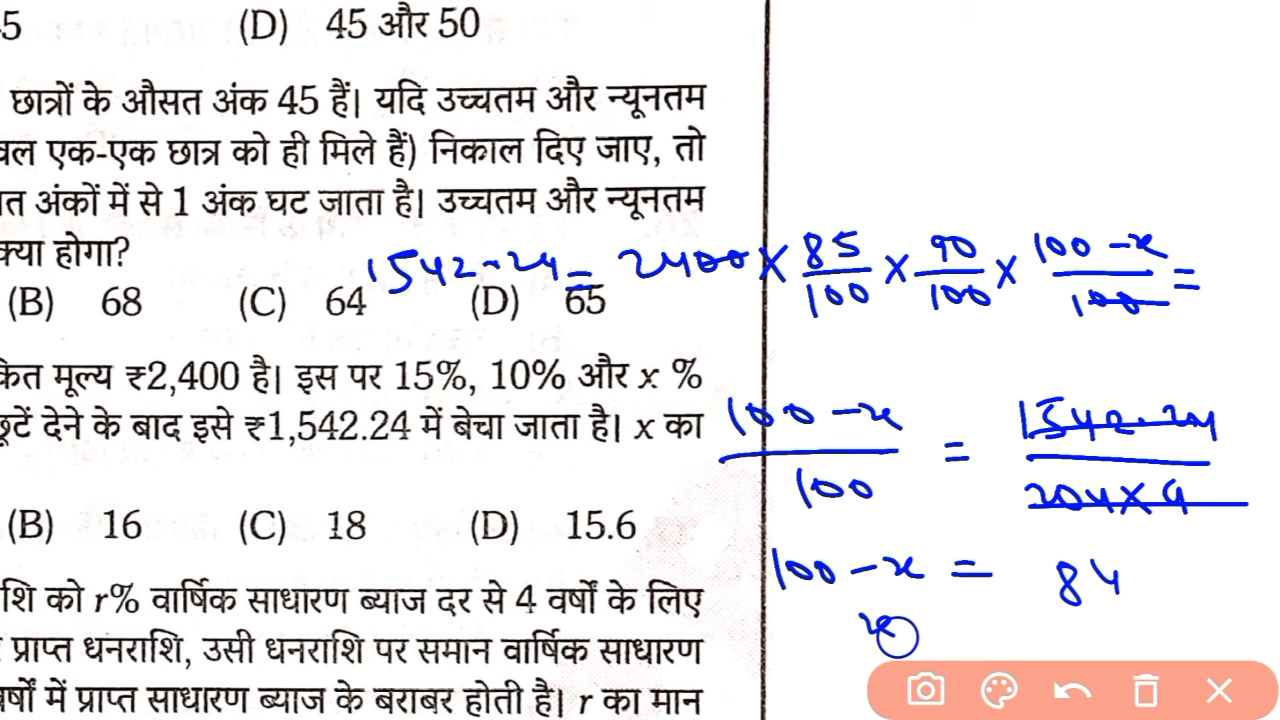 5 (D) 45 और 50
छात्रों के औसत अंक 45 हैं। यदि उच्चतम और न्यूनतम
एक-एक छात्र को ही मिले हैं) निकाल दिए जाए, तो
अंकों में से 1 अंक घट जाता है। उच्चतम और न्यूनतम
क्या होगा?
1542.24 = 2400 × 85/100 × 90/100 × 100-x/100 =
(B) 68 (C) 64 (D) 65
मूल्य ₹2,400 है। इस पर 15%, 10% और x %
छूटें देने के बाद इसे ₹1,542.24 में बेचा जाता है। x का
100-x/100 = 1542.24/204×9
(B) 16 (C) 18 (D) 15.6
100-x = 84
x
को r% वार्षिक साधारण ब्याज दर से 4 वर्षों के लिए
प्राप्त धनराशि, उसी धनराशि पर समान वार्षिक साधारण
में प्राप्त साधारण ब्याज के बराबर होती है। r का मान